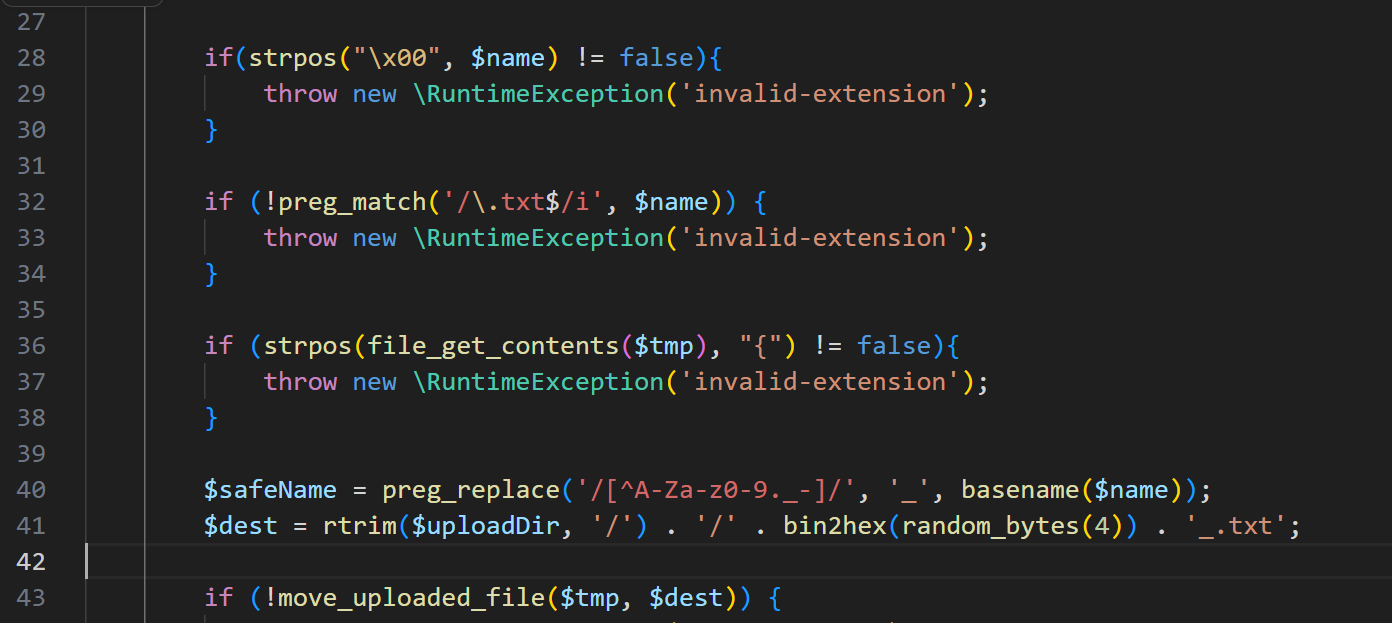 27
28 if(strpos("\x00", $name) != false){
29 throw new \RuntimeException('invalid-extension');
30 }
31
32 if (!preg_match('/\.txt$/i', $name)) {
33 throw new \RuntimeException('invalid-extension');
34 }
35
36 if (strpos(file_get_contents($tmp), "{") != false){
37 throw new \RuntimeException('invalid-extension');
38 }
39
40 $safeName = preg_replace('/[^A-Za-z0-9._-]/', '_', basename($name));
41 $dest = rtrim($uploadDir, '/') . '/' . bin2hex(random_bytes(4)) . '_.txt';
42
43 if (!move_uploaded_file($tmp, $dest)) {